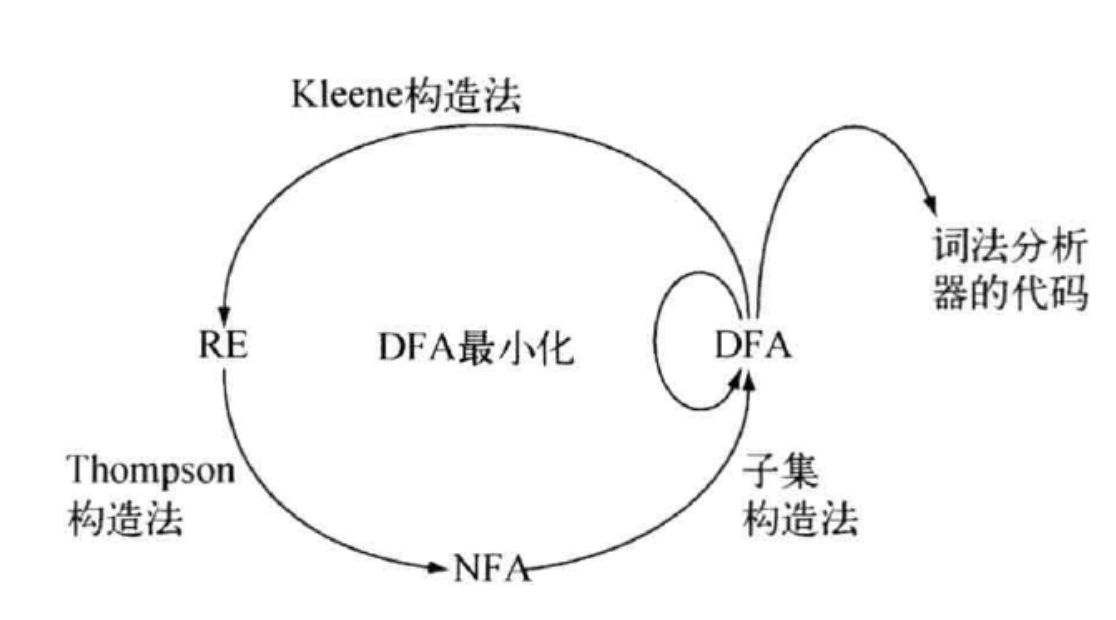 Kleene构造法
词法分析
器的代码
RE
DFA最小化
DFA
Thompson
构造法
子集
构造法
NFA